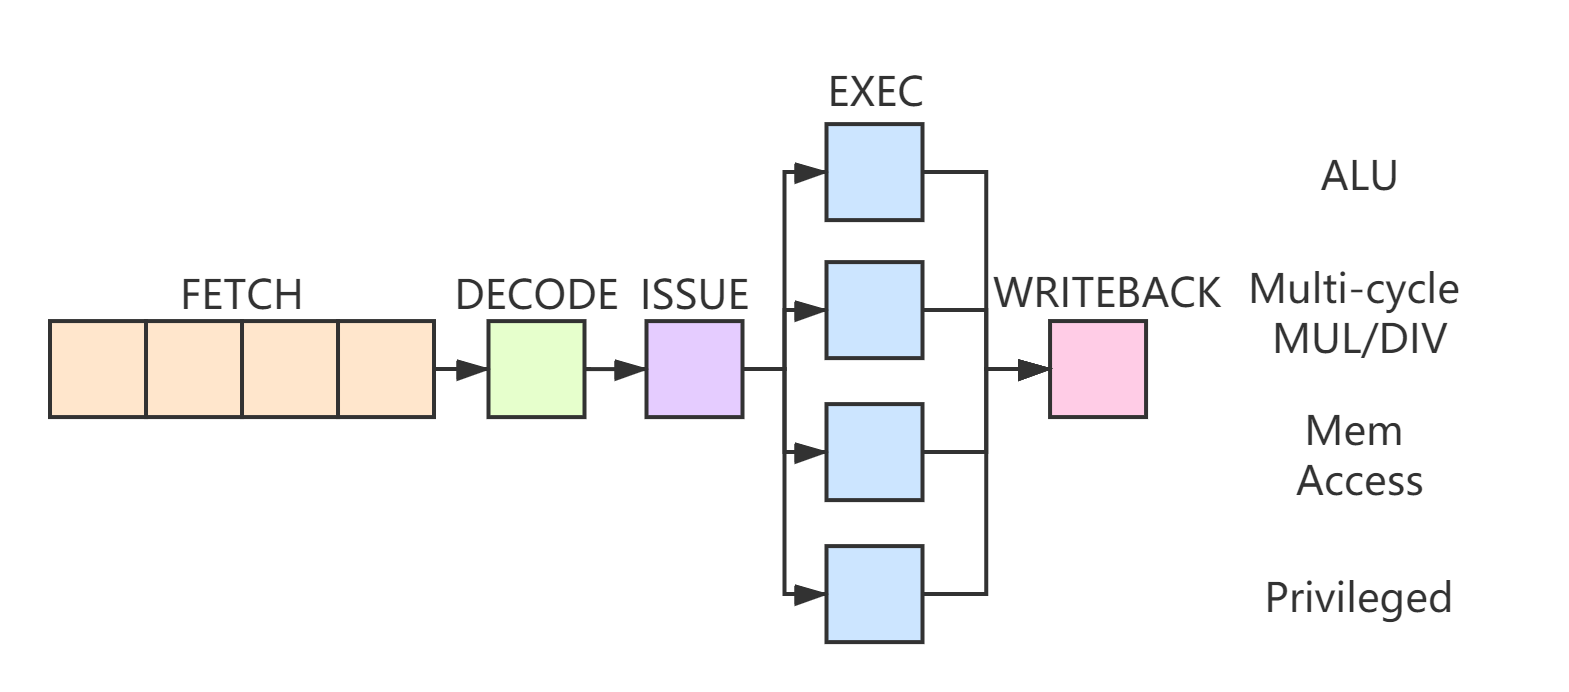 EXEC
ALU
FETCH
DECODE
ISSUE
WRITEBACK
Multi-cycle
MUL/DIV
Mem
Access
Privileged